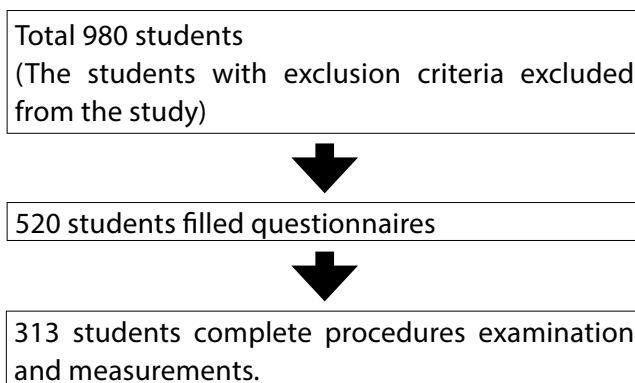 Total 980 students
(The students with exclusion criteria excluded
from the study)
520 students filled questionnaires
313 students complete procedures examination
and measurements.